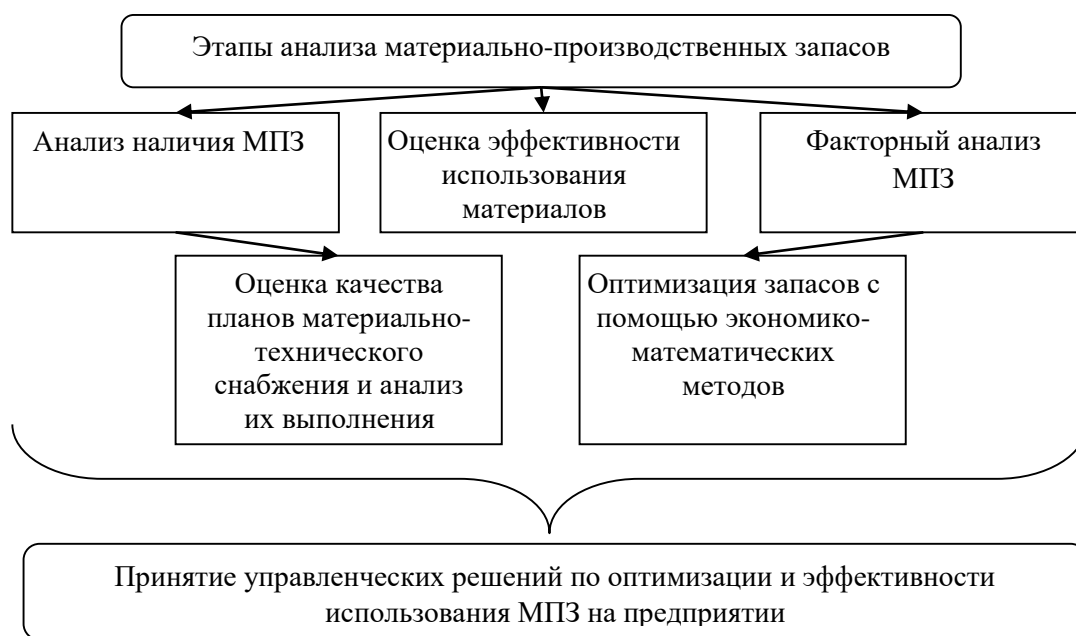 Этапы анализа материально-производственных запасов
Анализ наличия МПЗ
Оценка эффективности
использования
материалов
Факторный анализ
МПЗ
Оценка качества
планов материально-
технического
снабжения и анализ
их выполнения
Оптимизация запасов с
помощью экономико-
математических
методов
Принятие управленческих решений по оптимизации и эффективности
использования МПЗ на предприятии